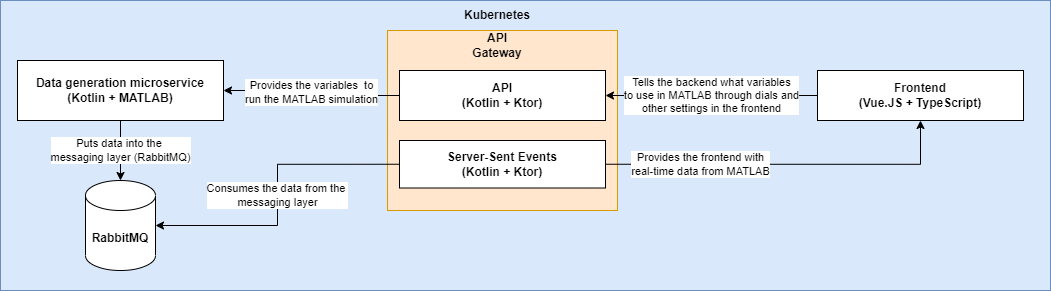 Kubernetes
API
Gateway
Data generation microservice
(Kotlin + MATLAB)
Provides the variables to
run the MATLAB simulation
API
(Kotlin + Ktor)
Tells the backend what variables
to use in MATLAB through dials and
other settings in the frontend
Frontend
(Vue.JS + TypeScript)
Puts data into the
messaging layer (RabbitMQ)
Server-Sent Events
(Kotlin + Ktor)
Provides the frontend with
real-time data from MATLAB
Consumes the data from the
messaging layer
RabbitMQ